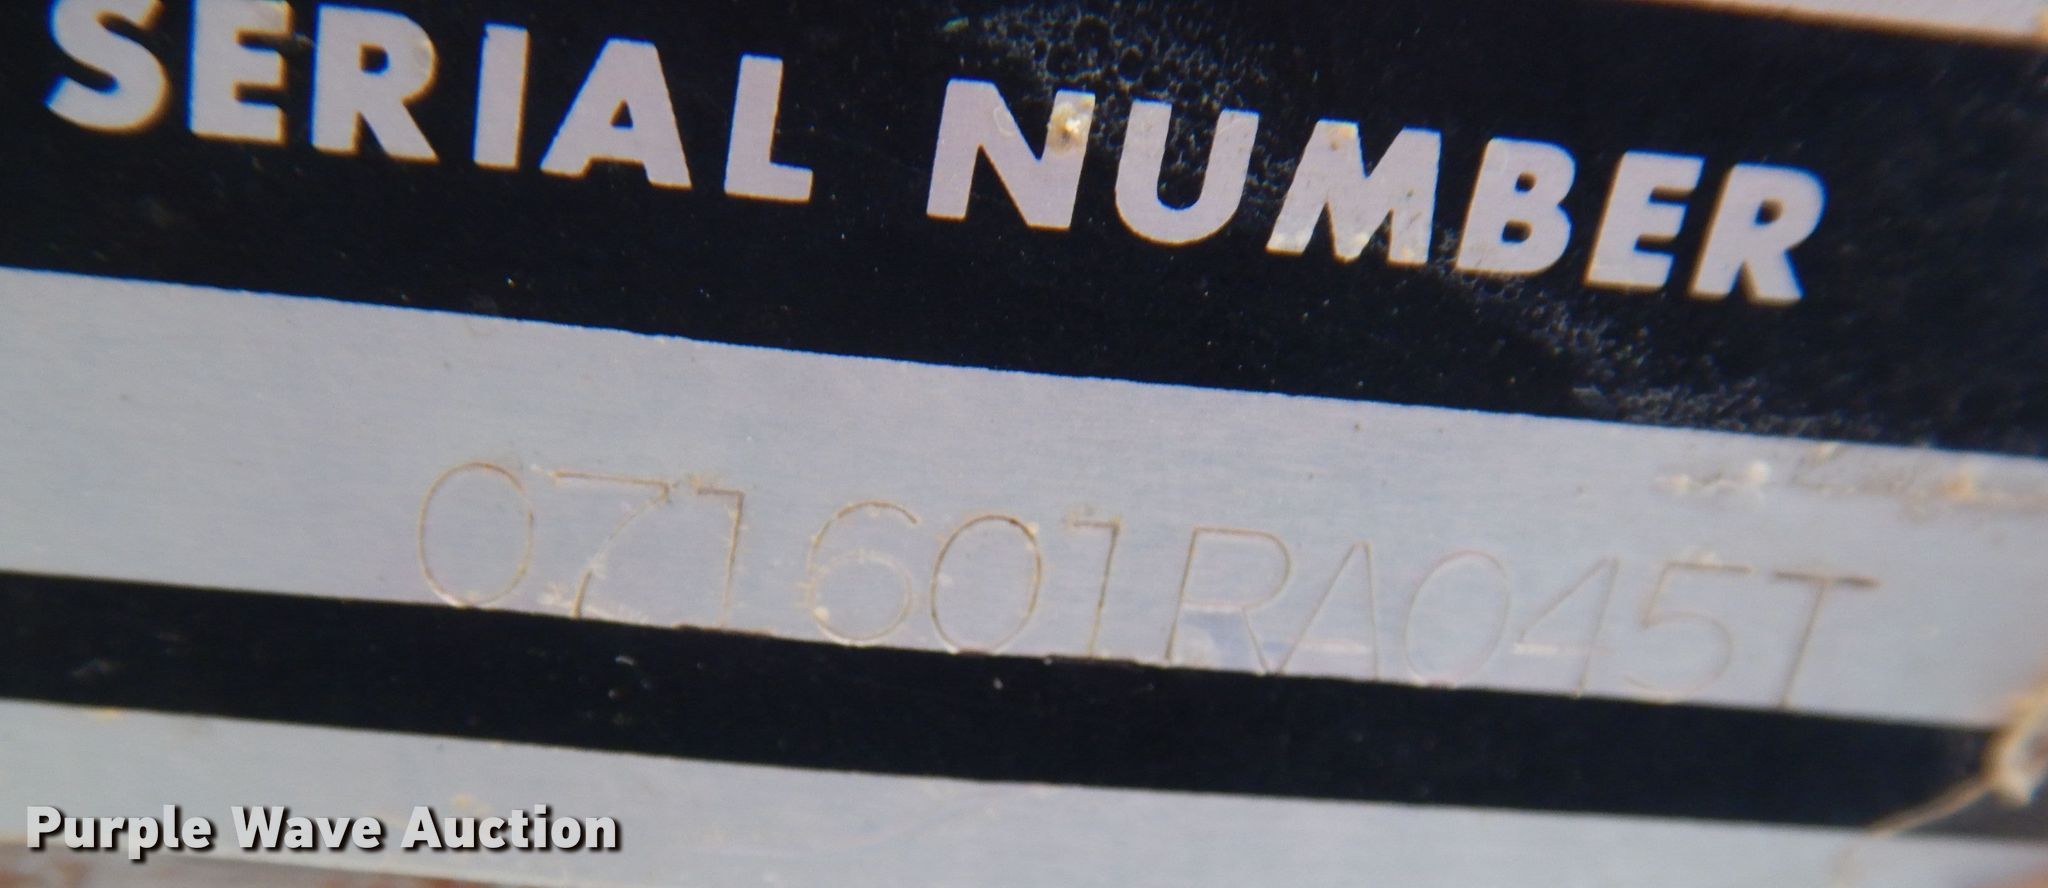 SERIAL NUMBER
071601RA045T
Purple Wave Auction